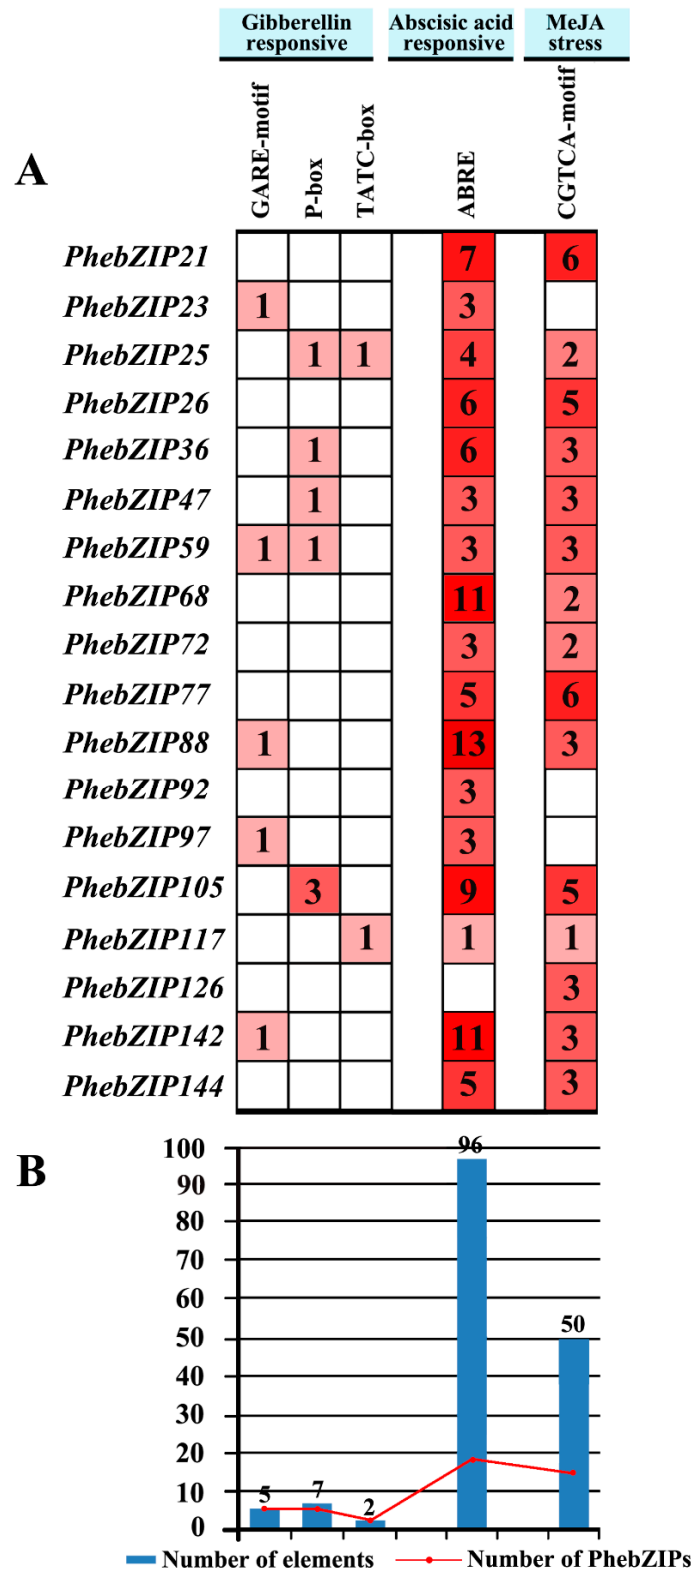 Gibberellin responsive
Abscisic acid responsive
MeJA stress
GARE-motif
P-box
TATC-box
ABRE
CGTCA-motif
A
PhebZIP21 7 6
PhebZIP23 1 3
PhebZIP25 1 1 4 2
PhebZIP26 6 5
PhebZIP36 1 6 3
PhebZIP47 1 3 3
PhebZIP59 1 1 3 3
PhebZIP68 11 2
PhebZIP72 3 2
PhebZIP77 5 6
PhebZIP88 1 13 3
PhebZIP92 3
PhebZIP97 1 3
PhebZIP105 3 9 5
PhebZIP117 1 1 1
PhebZIP126 3
PhebZIP142 1 11 3
PhebZIP144 5 3
B
100
90
80
70
60
50
40
30
20
10
0
5
7
2
96
50
Number of elements
Number of PhebZIPs